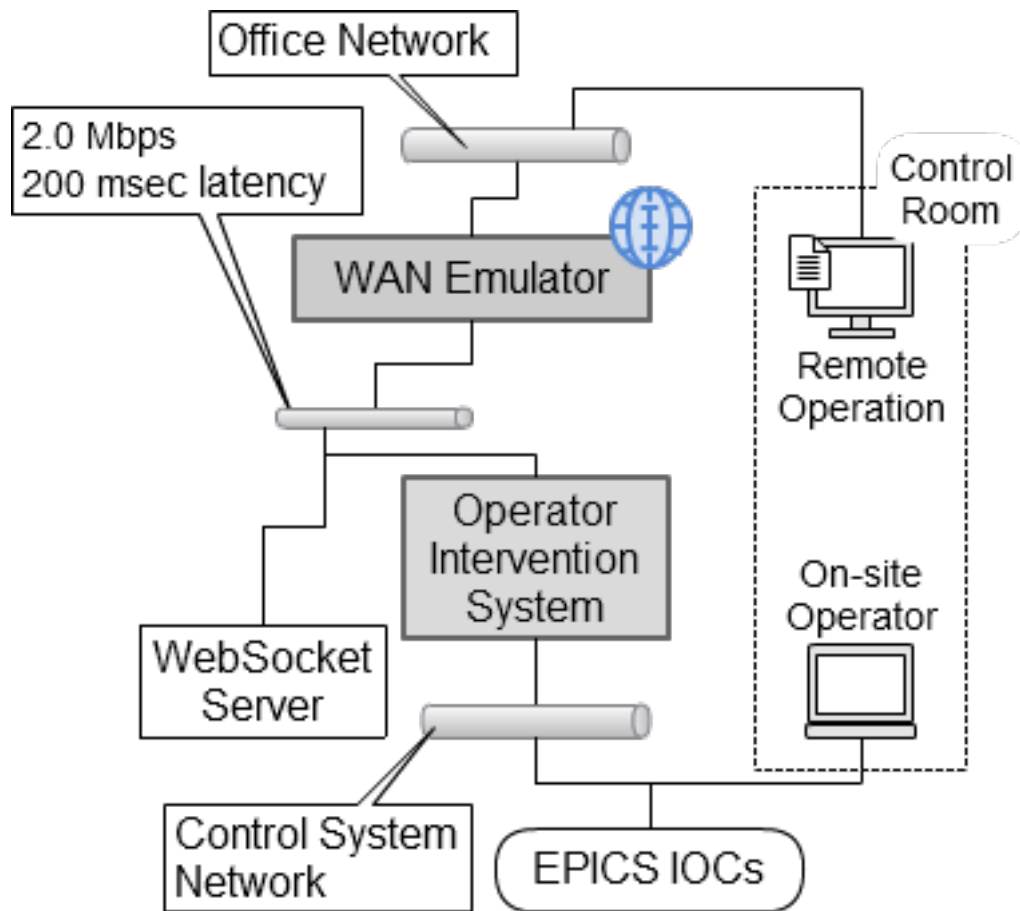 Office Network
2.0 Mbps
200 msec latency
Control
Room
WAN Emulator
Remote
Operation
Operator
Intervention
System
On-site
Operator
WebSocket
Server
Control System
Network
EPICS IOCs